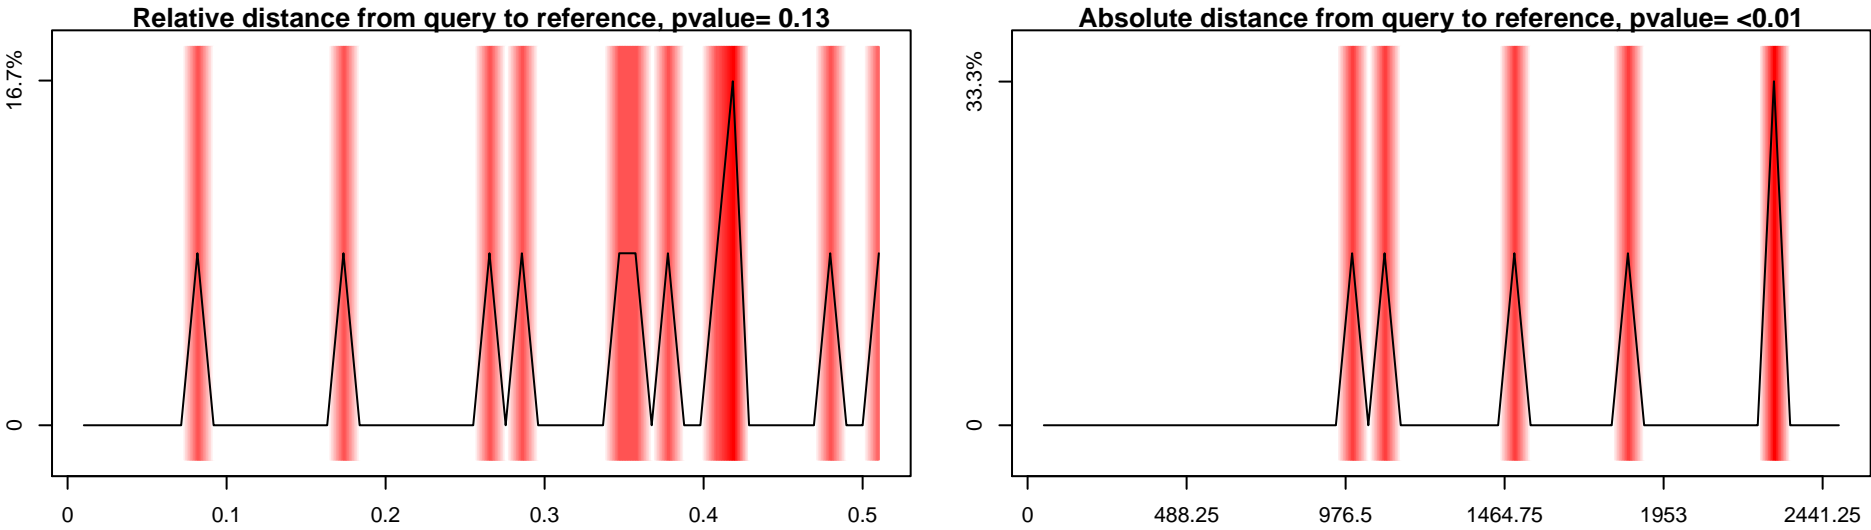 Relative distance from query to reference, pvalue= 0.13
16.7%
0
0 0.1 0.2 0.3 0.4 0.5
Absolute distance from query to reference, pvalue= <0.01
33.3%
0
0 488.25 976.5 1464.75 1953 2441.25